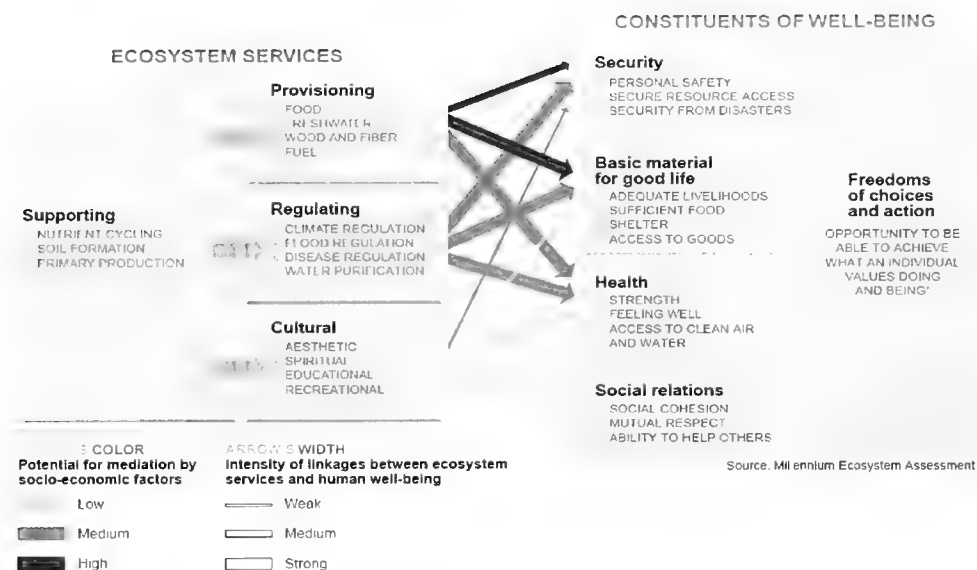 CONSTITUENTS OF WELL-BEING
ECOSYSTEM SERVICES
Provisioning
FOOD
RESHWATER
WOOD AND FIBER
FUEL
Supporting
NUTRIENT CYCLING
SOIL FORMATION
PRIMARY PRODUCTION
Regulating
CLIMATE REGULATION
FLOOD REGULATION
DISEASE REGULATION
WATER PURIFICATION
Cultural
AESTHETIC
SPIRITUAL
EDUCATIONAL
RECREATIONAL
Security
PERSONAL SAFETY
SECURE RESOURCE ACCESS
SECURITY FROM DISASTERS
Basic material
for good life
ADEQUATE LIVELIHOODS
SUFFICIENT FOOD
SHELTER
ACCESS TO GOODS
Health
STRENGTH
FEELING WELL
ACCESS TO CLEAN AIR
AND WATER
Social relations
SOCIAL COHESION
MUTUAL RESPECT
ABILITY TO HELP OTHERS
Freedoms
of choices
and action
OPPORTUNITY TO BE
ABLE TO ACHIEVE
WHAT AN INDIVIDUAL
VALUES DOING
AND BEING
Source: Millennium Ecosystem Assessment
COLOR
Potential for mediation by
socio-economic factors
Low
Medium
High
ARROW'S WIDTH
Intensity of linkages between ecosystem
services and human well-being
Weak
Medium
Strong